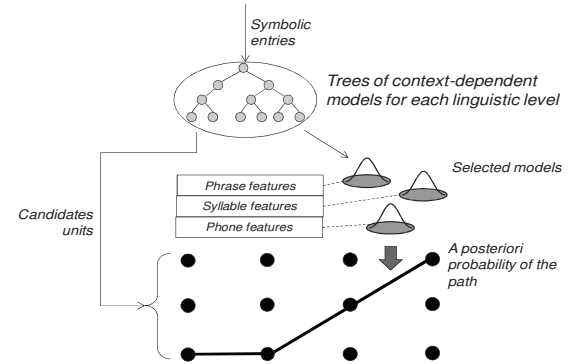 Symbolic
entries
Trees of context-dependent
models for each linguistic level
Selected models
Phrase features
Syllable features
Phone features
Candidates
units
A posteriori
probability of the
path